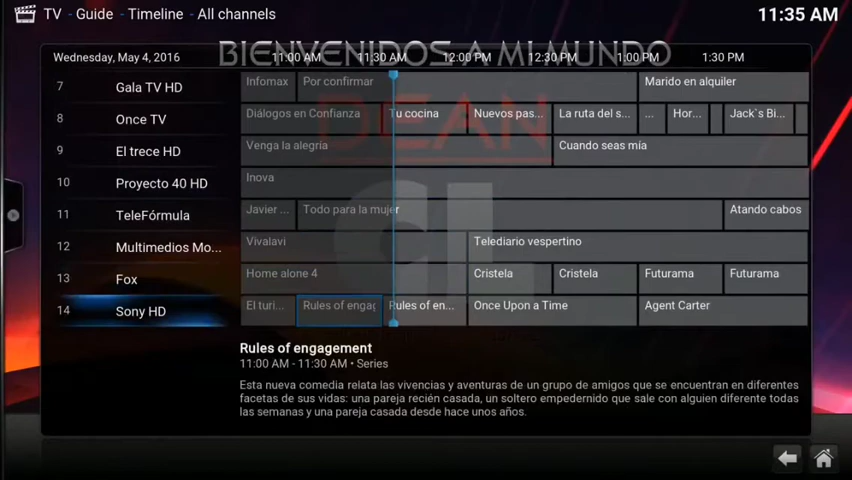 TV - Guide - Timeline - All channels
11:35 AM
BIENVENIDOS A MI MUNDO
Wednesday, May 4, 2016 11:00 AM 11:30 AM 12:00 PM 12:30 PM 1:00 PM 1:30 PM
7 Gala TV HD Infomax Por confirmar Marido en alquiler
8 Once TV Diálogos en Confianza Tu cocina Nuevos pas... La ruta del s... ... Hor... Jack`s Bi...
DEAN
9 El trece HD Venga la alegría Cuando seas mía
10 Proyecto 40 HD Inova
11 TeleFórmula Javier ... Todo para la mujer Atando cabos
12 Multimedios Mo... Vivalavi Telediario vespertino
13 Fox Home alone 4 Cristela Cristela Futurama Futurama
14 Sony HD El turi... Rules of engag Rules of en... Once Upon a Time Agent Carter
Rules of engagement
11:00 AM - 11:30 AM • Series
Esta nueva comedia relata las vivencias y aventuras de un grupo de amigos que se encuentran en diferentes
facetas de sus vidas: una pareja recién casada, un soltero empedernido que sale con alguien diferente todas
las semanas y una pareja casada desde hace unos años.